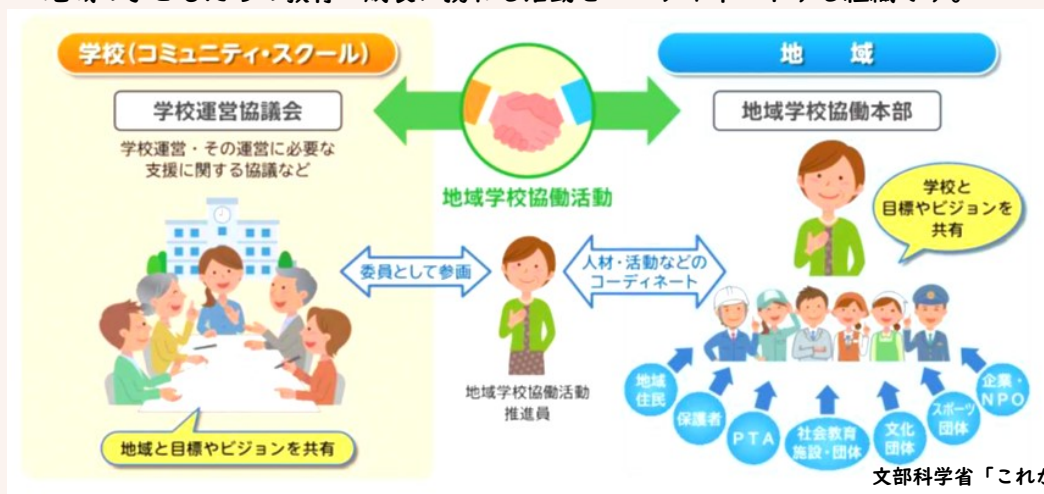 学校(コミュニティ・スクール)
学校運営協議会
学校運営・その運営に必要な
支援に関する協議など
地域と目標やビジョンを共有
地域学校協働活動
委員として参画
人材・活動などの
コーディネート
地域学校協働活動
推進員
地 域
地域学校協働本部
学校と
目標やビジョンを
共有
地域
住民
保護者
PTA
社会教育
施設・団体
文化
団体
スポーツ
団体
企業・
NPO
文部科学省「これか